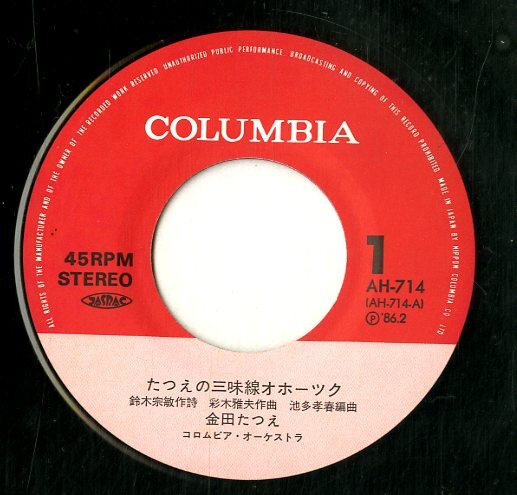 ALL RIGHTS OF THE MANUFACTURER AND OF THE OWNER OF THE RECORDED WORK RESERVED UNAUTHORIZED PUBLIC PERFORMANCE. BROADCASTING AND COPYING OF THIS RECORD PROHIBITED MADE IN JAPAN BY NIPPON COLUMBIA CO. LTD
COLUMBIA
45RPM
STEREO
JASRAC
1
AH-714
(AH-714-A)
Ⓟ'86.2
たつえの三味線オホーツク
鈴木宗敏作詩 彩木雅夫作曲 池多孝春編曲
金田たつえ
コロムビア・オーケストラ